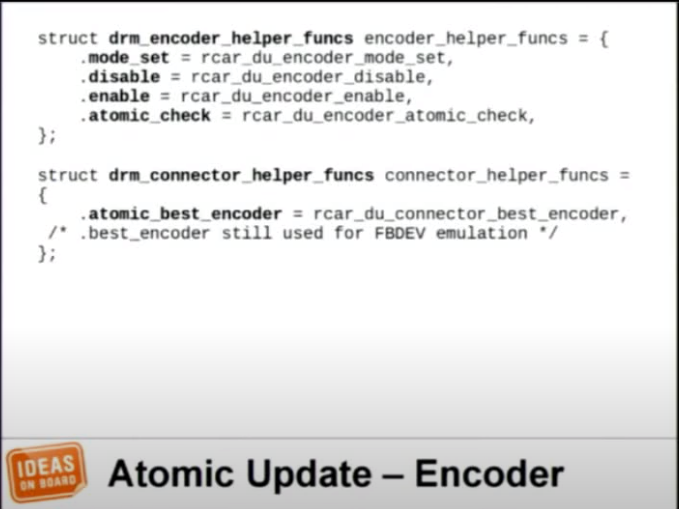 struct drm_encoder_helper_funcs encoder_helper_funcs = {
.mode_set = rcar_du_encoder_mode_set,
.disable = rcar_du_encoder_disable,
.enable = rcar_du_encoder_enable,
.atomic_check = rcar_du_encoder_atomic_check,
};
struct drm_connector_helper_funcs connector_helper_funcs =
{
.atomic_best_encoder = rcar_du_connector_best_encoder,
/* .best_encoder still used for FBDEV emulation */
};
IDEAS
ON BOARD
Atomic Update – Encoder